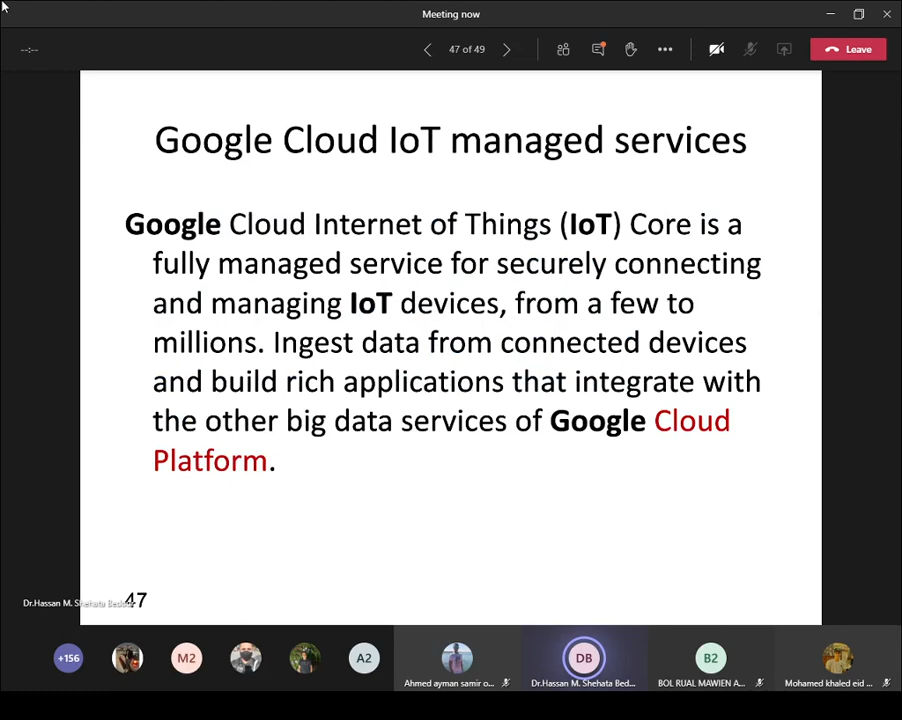 Meeting now
--:--
47 of 49
Leave
Google Cloud IoT managed services
Google Cloud Internet of Things (IoT) Core is a
fully managed service for securely connecting
and managing IoT devices, from a few to
millions. Ingest data from connected devices
and build rich applications that integrate with
the other big data services of Google Cloud
Platform.
47
Dr.Hassan M. Shehata
+156
M2
A2
Ahmed ayman samir o...
DB
Dr.Hassan M. Shehata Bed...
B2
BOL RUAL MAWIEN A...
Mohamed khaled eid ...